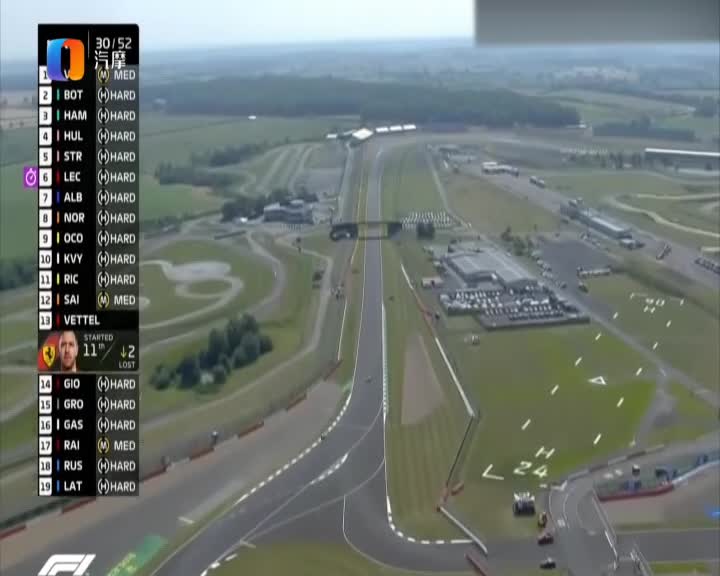 30/52
汽摩
1 V M MED
2 BOT H HARD
3 HAM H HARD
4 HUL H HARD
5 STR H HARD
6 LEC H HARD
7 ALB H HARD
8 NOR H HARD
9 OCO H HARD
10 KVY H HARD
11 RIC H HARD
12 SAI M MED
13 VETTEL
STARTED
11th
2
LOST
14 GIO H HARD
15 GRO H HARD
16 GAS H HARD
17 RAI M MED
18 RUS H HARD
19 LAT H HARD
H
24
F1